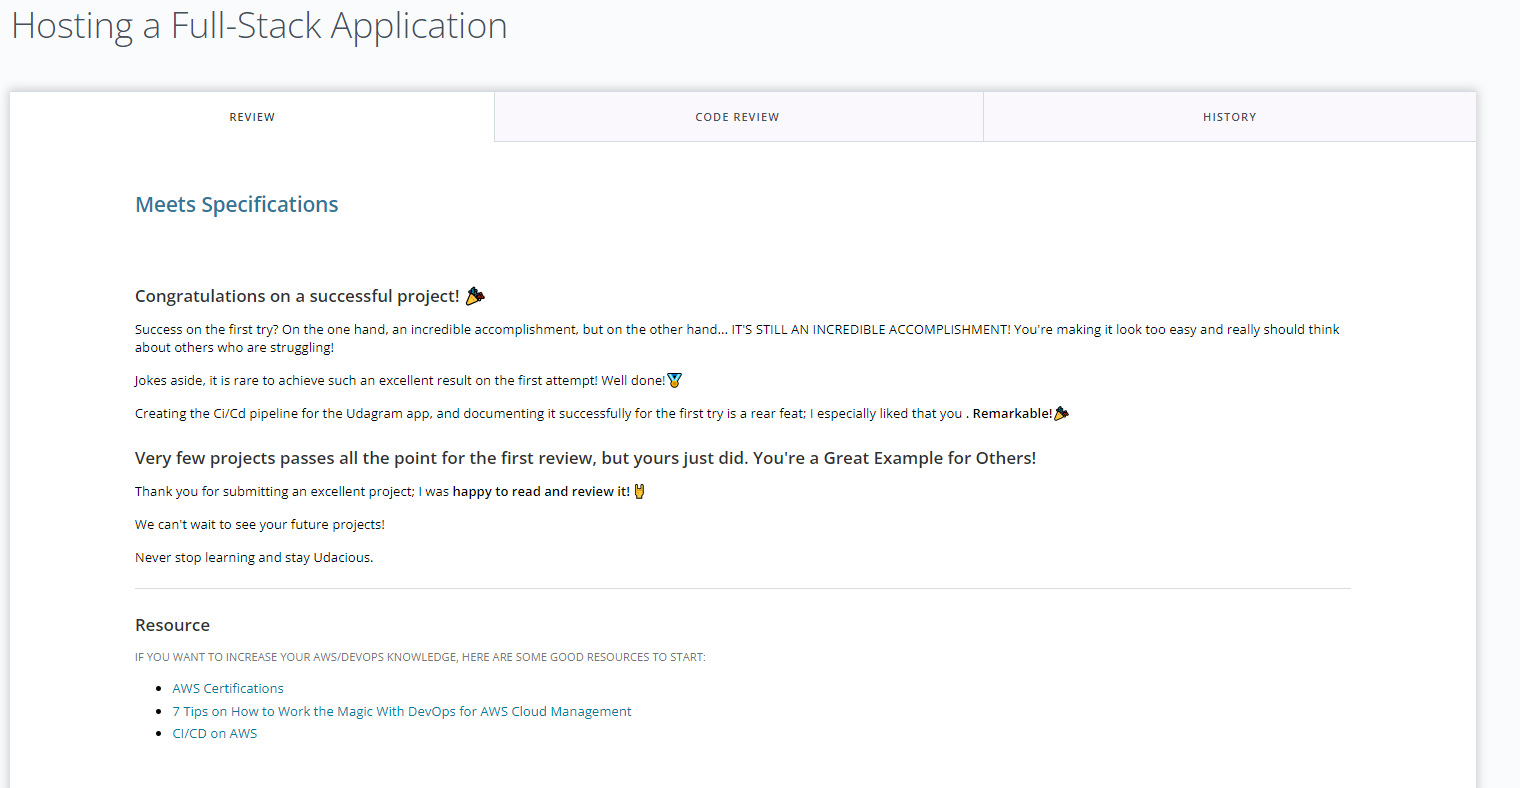 Hosting a Full-Stack Application
REVIEW
CODE REVIEW
HISTORY
Meets Specifications
Congratulations on a successful project! 🎉
Success on the first try? On the one hand, an incredible accomplishment, but on the other hand... IT'S STILL AN INCREDIBLE ACCOMPLISHMENT! You're making it look too easy and really should think
about others who are struggling!
Jokes aside, it is rare to achieve such an excellent result on the first attempt! Well done!🏅
Creating the Ci/Cd pipeline for the Udagram app, and documenting it successfully for the first try is a rear feat; I especially liked that you . Remarkable!🎉
Very few projects passes all the point for the first review, but yours just did. You're a Great Example for Others!
Thank you for submitting an excellent project; I was happy to read and review it! 🤘
We can't wait to see your future projects!
Never stop learning and stay Udacious.
Resource
IF YOU WANT TO INCREASE YOUR AWS/DEVOPS KNOWLEDGE, HERE ARE SOME GOOD RESOURCES TO START:
• AWS Certifications
• 7 Tips on How to Work the Magic With DevOps for AWS Cloud Management
• CI/CD on AWS